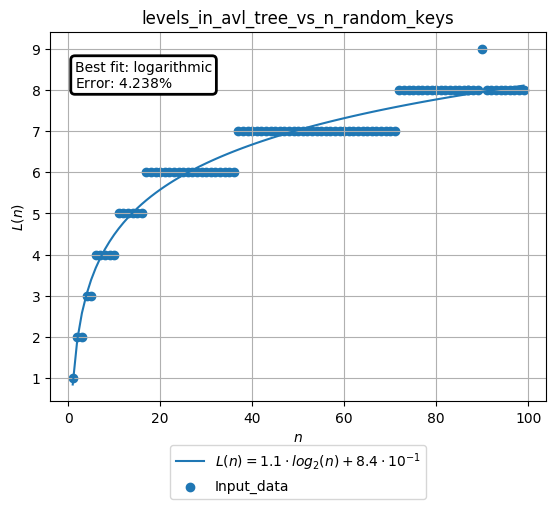 levels_in_avl_tree_vs_n_random_keys
Best fit: logarithmic
Error: 4.238%
9
8
7
6
5
4
3
2
1
L(n)
0
20
40
60
80
100
n
L(n) = 1.1 · log₂(n) + 8.4 · 10⁻¹
Input_data